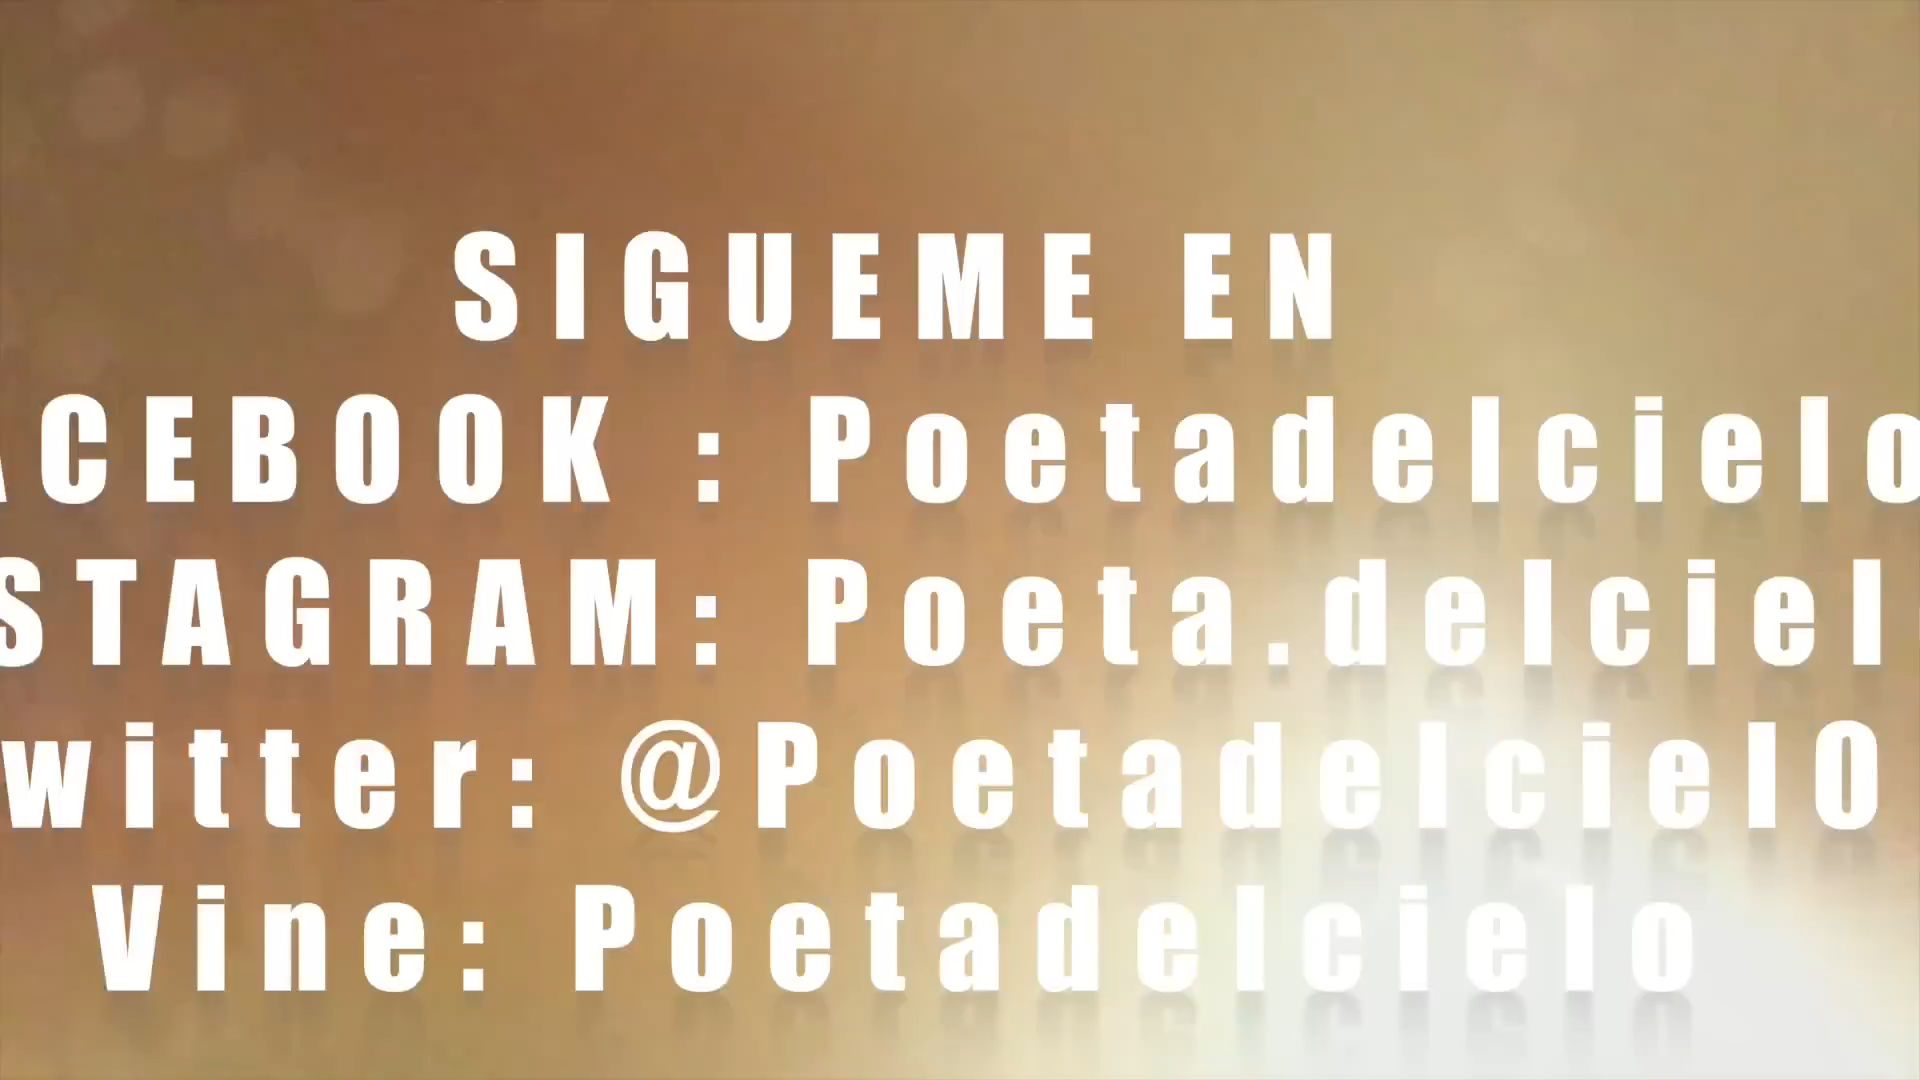 SIGUEME EN
ACEBOOK : Poetadelcielo
STAGRAM: Poeta.delciel
witter: @Poetadelciel0
Vine: Poetadelcielo